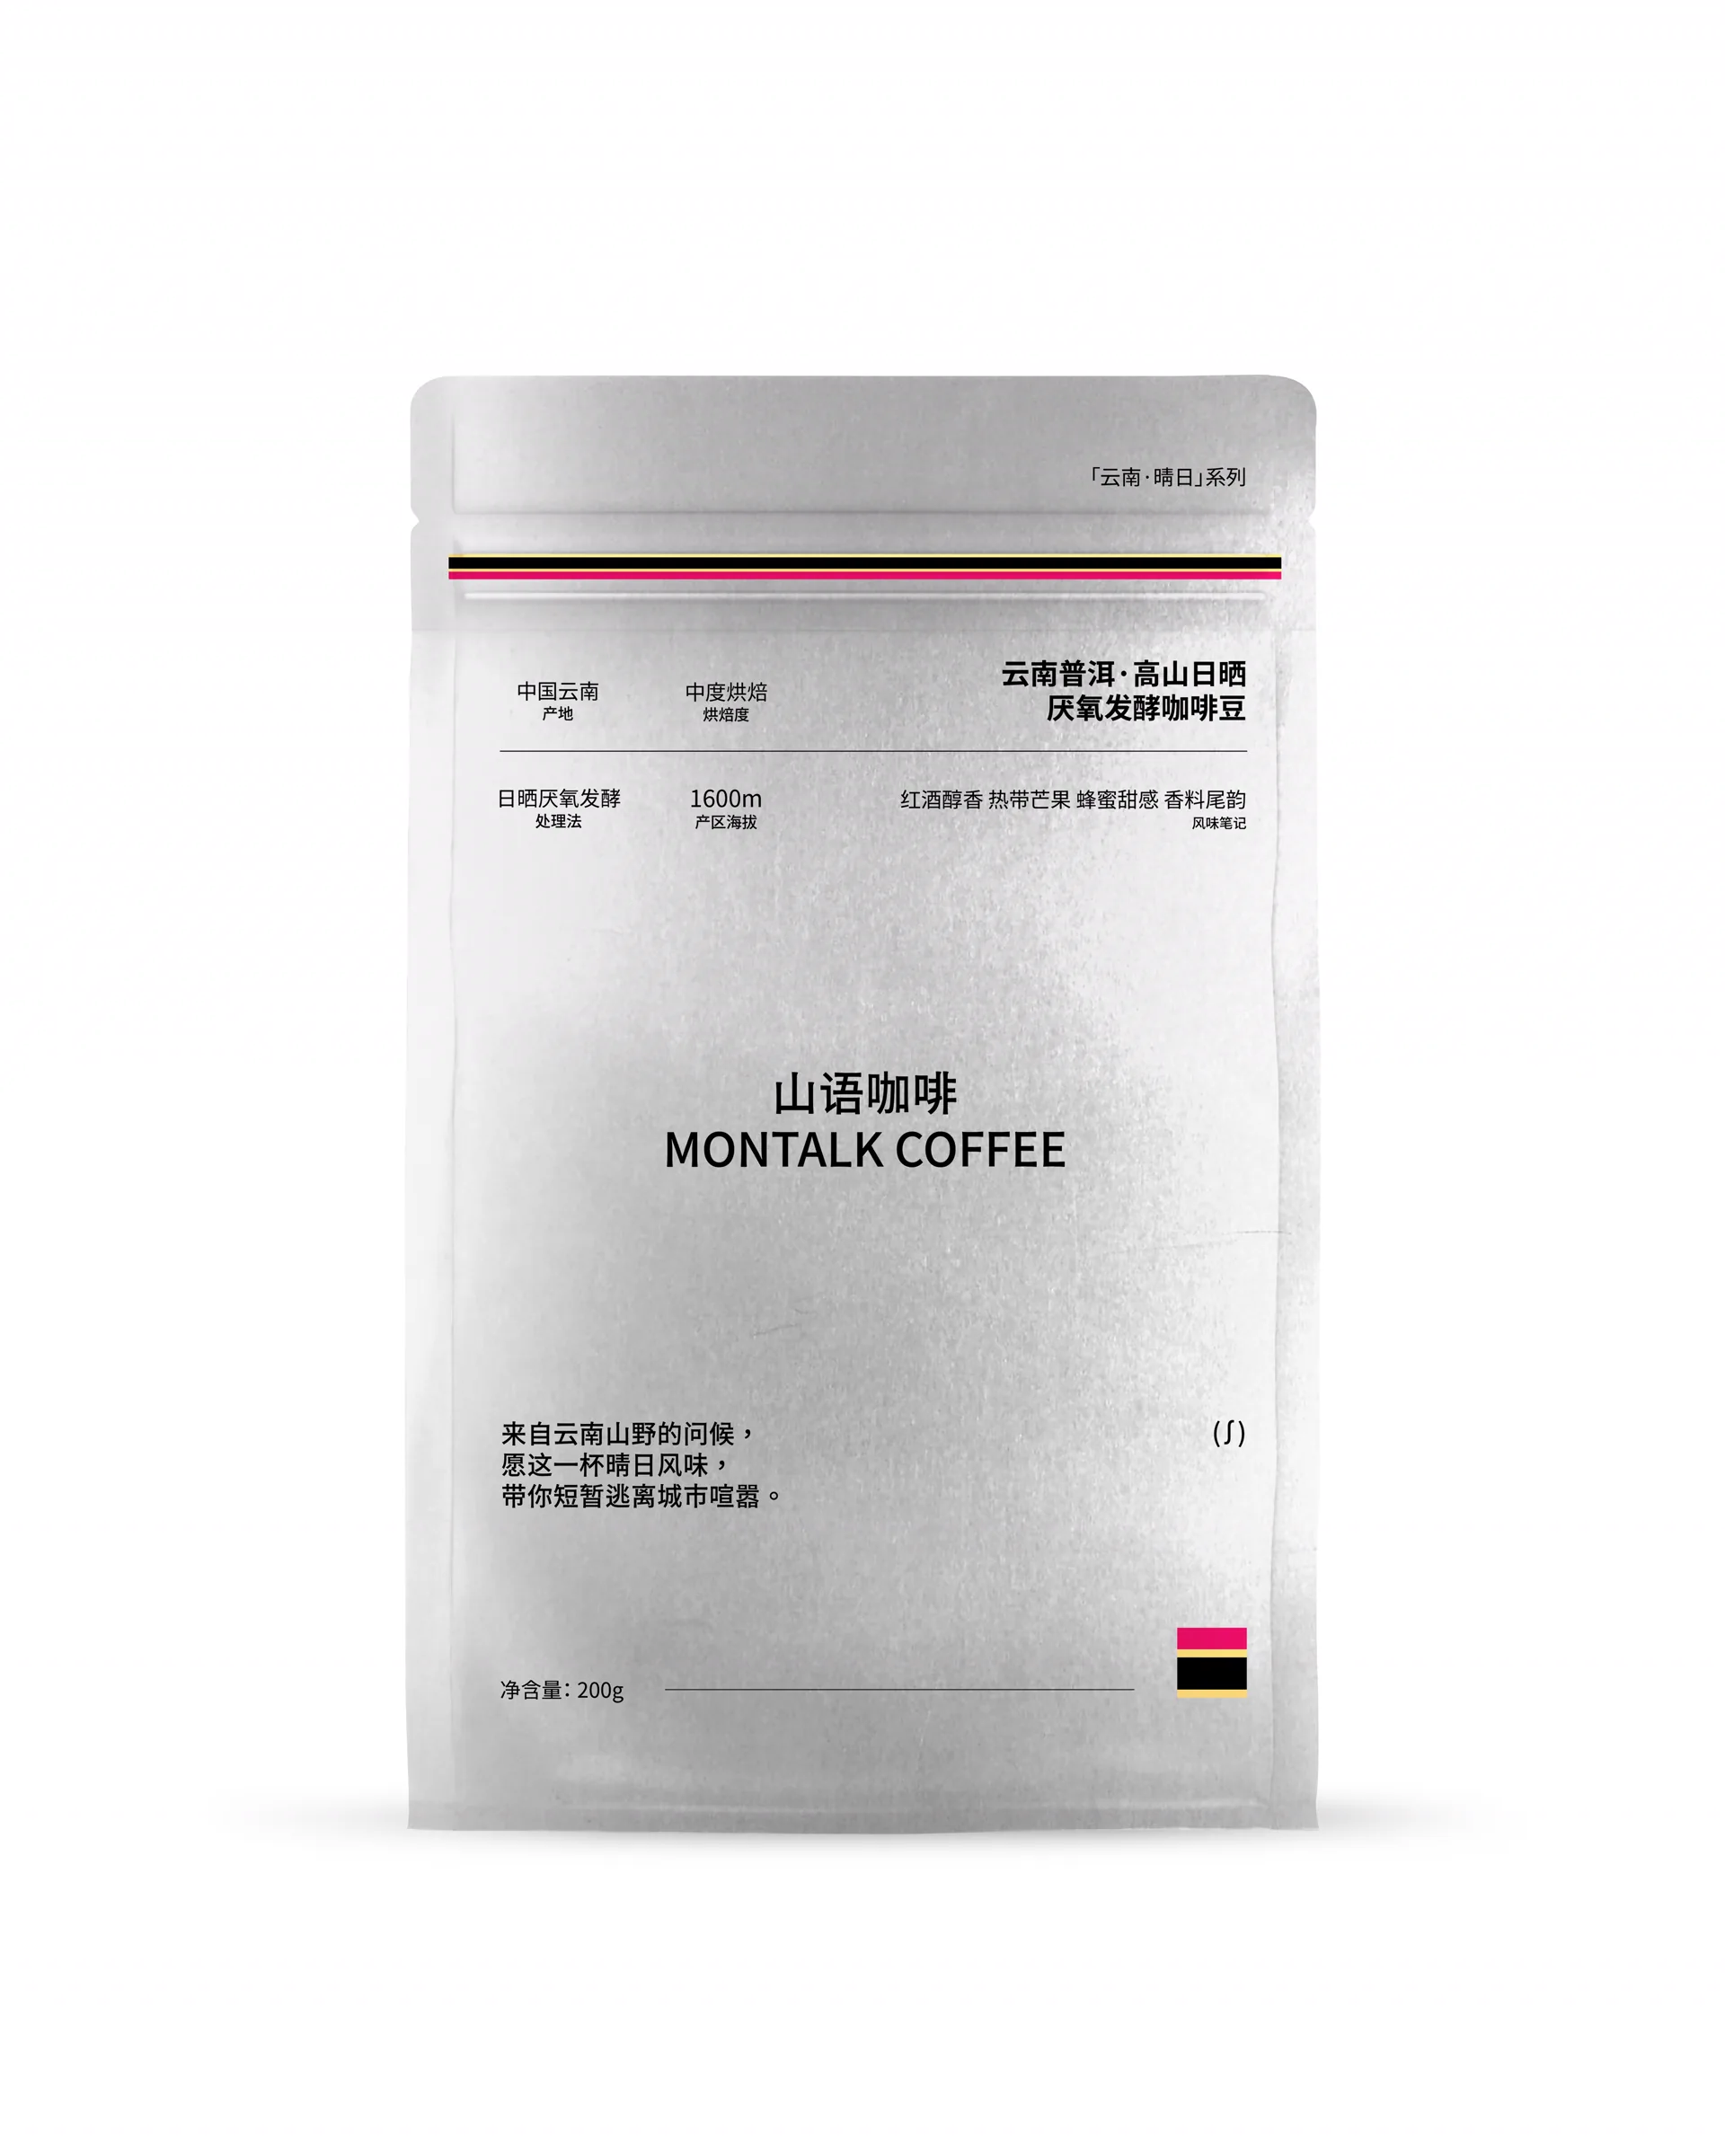 「云南·晴日」系列
中国云南
产地
中度烘焙
烘焙度
云南普洱·高山日晒
厌氧发酵咖啡豆
日晒厌氧发酵
处理法
1600m
产区海拔
红酒醇香 热带芒果 蜂蜜甜感 香料尾韵
风味笔记
山语咖啡
MONTALK COFFEE
来自云南山野的问候，
愿这一杯晴日风味，
带你短暂逃离城市喧嚣。
(ʃ)
净含量：200g